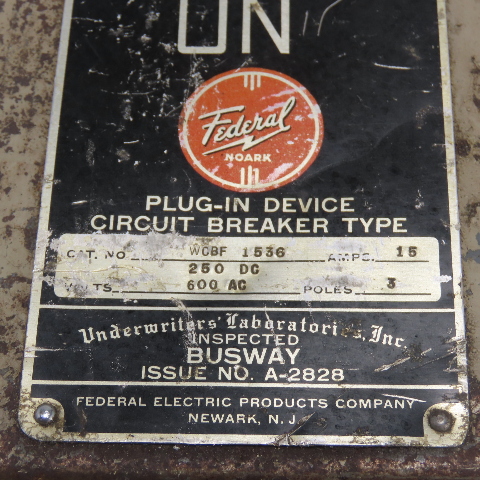 ON
Federal
NOARK
PLUG-IN DEVICE
CIRCUIT BREAKER TYPE
CAT. NO WCBF 1536 AMPS. 15
250 DC
VOLTS 600 AC POLES 3
Underwriters' Laboratories, Inc.
INSPECTED
BUSWAY
ISSUE NO. A-2828
FEDERAL ELECTRIC PRODUCTS COMPANY
NEWARK, N. J.